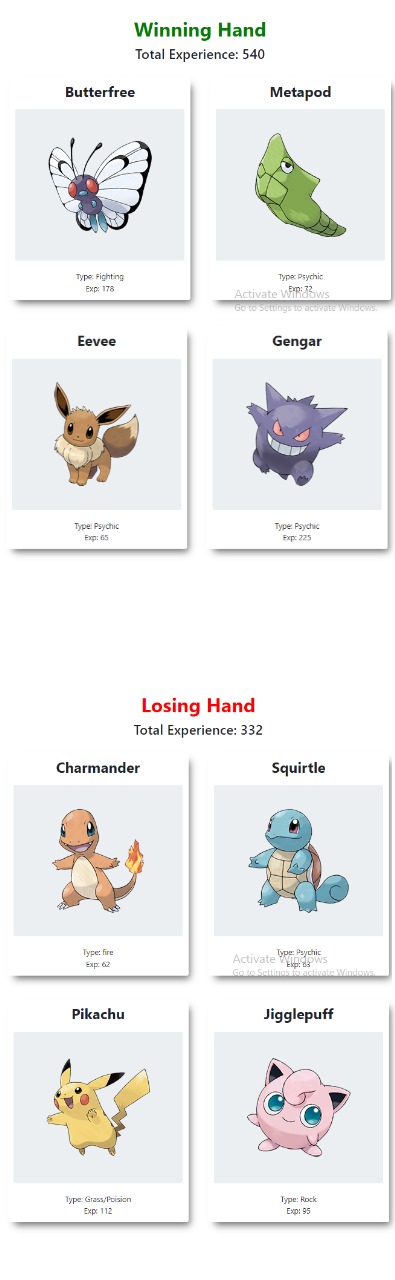 Winning Hand
Total Experience: 540
Butterfree
Type: Fighting
Exp: 178
Metapod
Type: Psychic
Exp: 72
Activate Windows
Go to Settings to activate Windows.
Eevee
Type: Psychic
Exp: 65
Gengar
Type: Psychic
Exp: 225
Losing Hand
Total Experience: 332
Charmander
Type: fire
Exp: 62
Squirtle
Type: Psychic
Exp: 63
Activate Windows
Go to Settings to activate Windows.
Pikachu
Type: Grass/Poision
Exp: 112
Jigglepuff
Type: Rock
Exp: 95